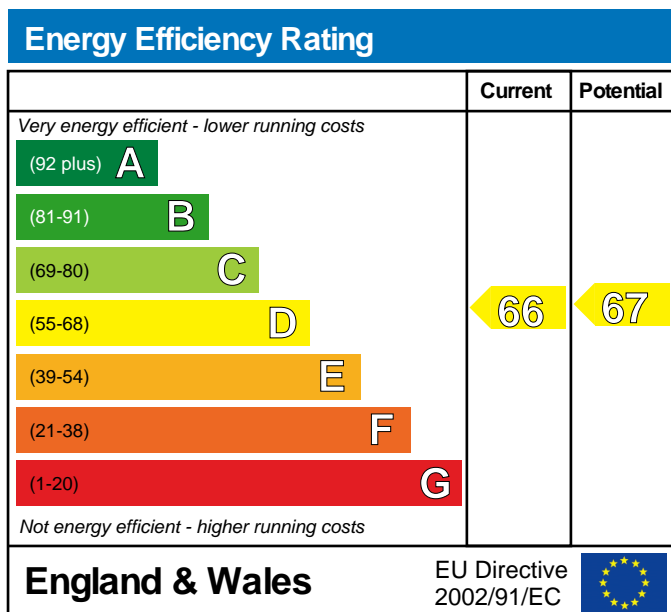 Energy Efficiency Rating
Current Potential
Very energy efficient - lower running costs
(92 plus) A
(81-91) B
(69-80) C
(55-68) D
66 67
(39-54) E
(21-38) F
(1-20) G
Not energy efficient - higher running costs
England & Wales
EU Directive
2002/91/EC